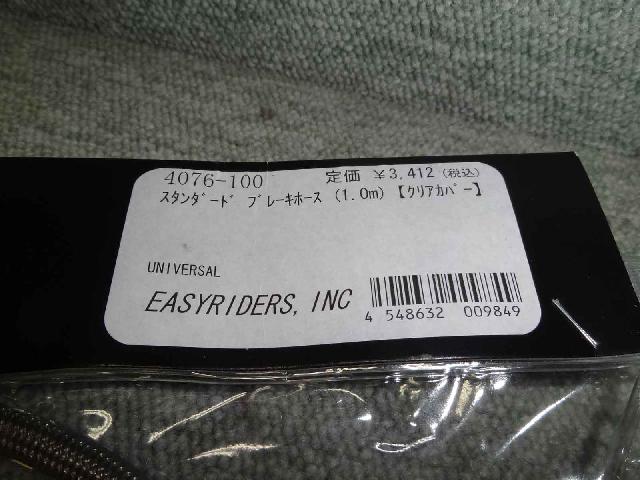 4076-100 定価 ¥3,412(税込)
スタンダード ブレーキホース (1.0m)【クリアカバー】
UNIVERSAL
EASYRIDERS, INC
4 548632 009849